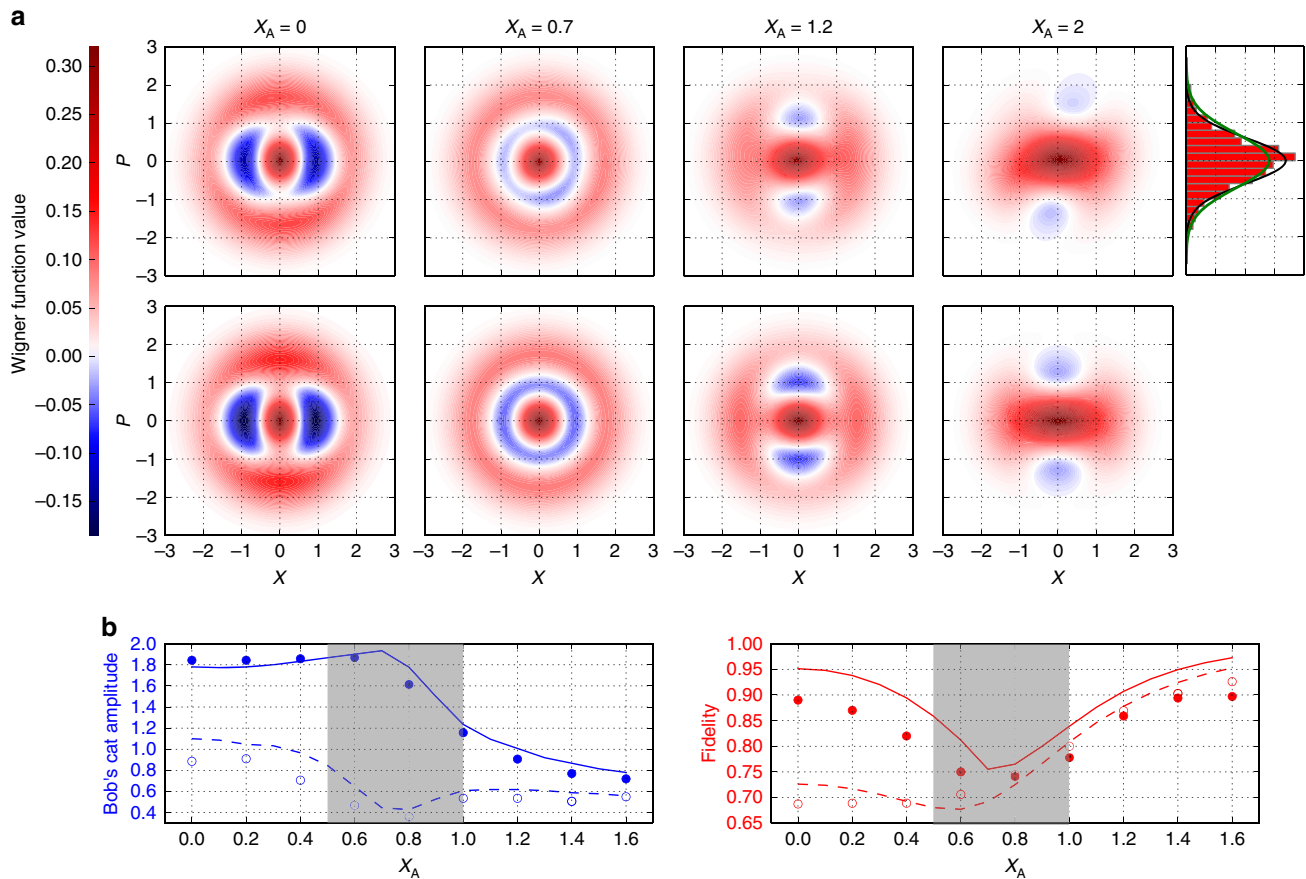 a
X_A = 0
X_A = 0.7
X_A = 1.2
X_A = 2
Wigner function value
0.30
0.25
0.20
0.15
0.10
0.05
0.00
−0.05
−0.10
−0.15
P
3
2
1
0
−1
−2
−3
P
3
2
1
0
−1
−2
−3
−3 −2 −1 0 1 2 3
−3 −2 −1 0 1 2 3
−3 −2 −1 0 1 2 3
−3 −2 −1 0 1 2 3
X
X
X
X
b
Bob's cat amplitude
2.0
1.8
1.6
1.4
1.2
1.0
0.8
0.6
0.4
0.0 0.2 0.4 0.6 0.8 1.0 1.2 1.4 1.6
X_A
Fidelity
1.00
0.95
0.90
0.85
0.80
0.75
0.70
0.65
0.0 0.2 0.4 0.6 0.8 1.0 1.2 1.4 1.6
X_A